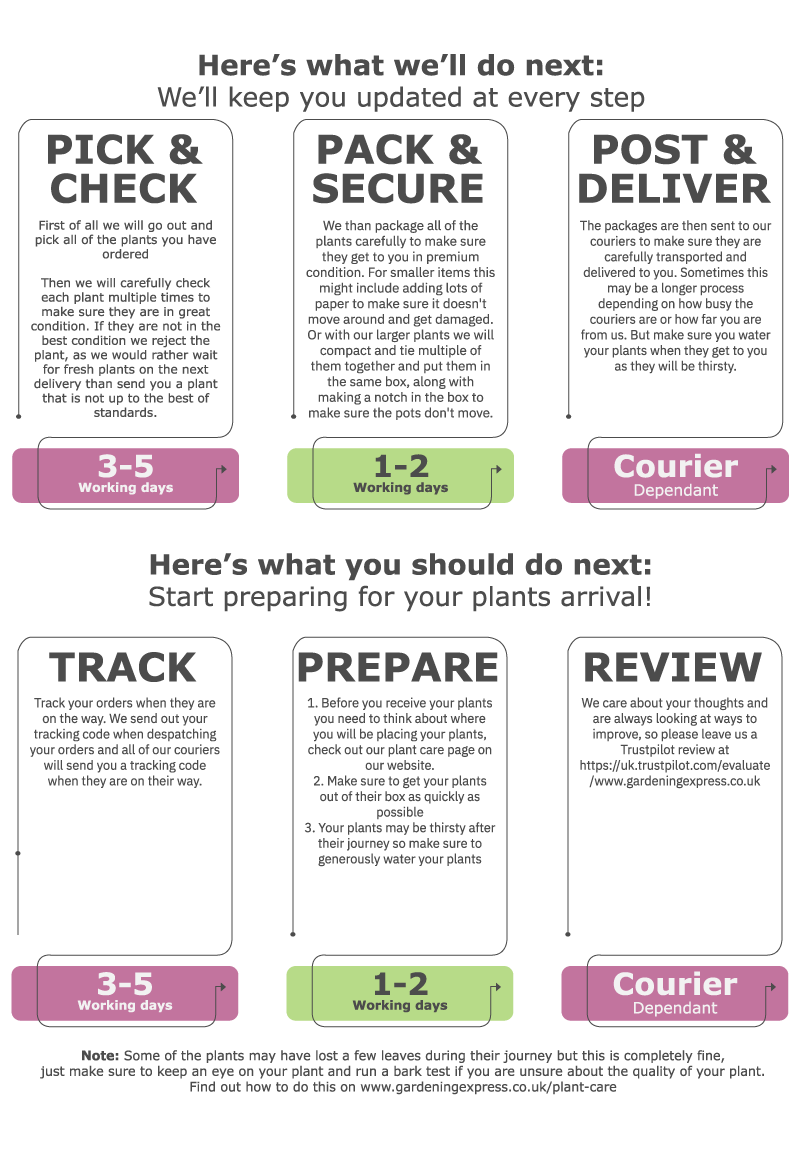 Here’s what we’ll do next:
We’ll keep you updated at every step
PICK &
CHECK
First of all we will go out and
pick all of the plants you have
ordered
Then we will carefully check
each plant multiple times to
make sure they are in great
condition. If they are not in the
best condition we reject the
plant, as we would rather wait
for fresh plants on the next
delivery than send you a plant
that is not up to the best of
standards.
3-5
Working days
PACK &
SECURE
We than package all of the
plants carefully to make sure
they get to you in premium
condition. For smaller items this
might include adding lots of
paper to make sure it doesn't
move around and get damaged.
Or with our larger plants we will
compact and tie multiple of
them together and put them in
the same box, along with
making a notch in the box to
make sure the pots don't move.
1-2
Working days
POST &
DELIVER
The packages are then sent to our
couriers to make sure they are
carefully transported and
delivered to you. Sometimes this
may be a longer process
depending on how busy the
couriers are or how far you are
from us. But make sure you water
your plants when they get to you
as they will be thirsty.
Courier
Dependant
Here’s what you should do next:
Start preparing for your plants arrival!
TRACK
Track your orders when they are
on the way. We send out your
tracking code when despatching
your orders and all of our couriers
will send you a tracking code
when they are on their way.
3-5
Working days
PREPARE
1. Before you receive your plants
you need to think about where
you will be placing your plants,
check out our plant care page on
our website.
2. Make sure to get your plants
out of their box as quickly as
possible
3. Your plants may be thirsty after
their journey so make sure to
generously water your plants
1-2
Working days
REVIEW
We care about your thoughts and
are always looking at ways to
improve, so please leave us a
Trustpilot review at
https://uk.trustpilot.com/evaluate
/www.gardeningexpress.co.uk
Courier
Dependant
Note: Some of the plants may have lost a few leaves during their journey but this is completely fine,
just make sure to keep an eye on your plant and run a bark test if you are unsure about the quality of your plant.
Find out how to do this on www.gardeningexpress.co.uk/plant-care